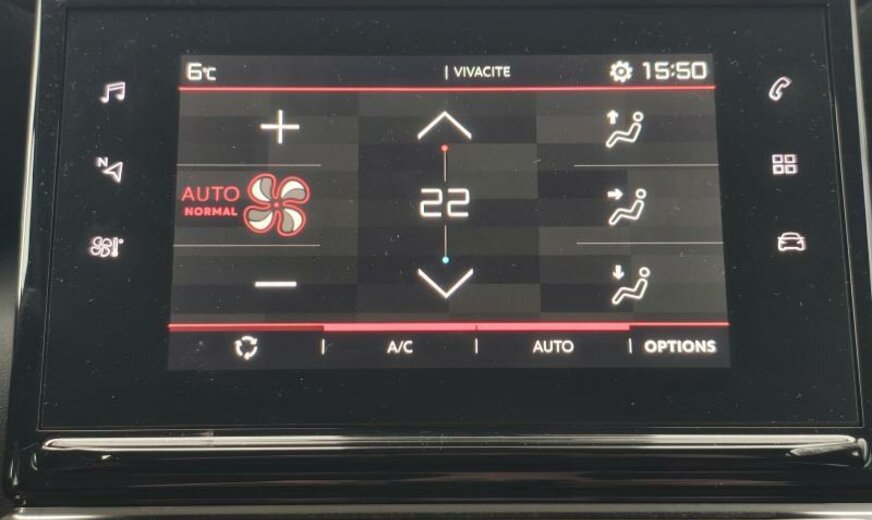 6°C | VIVACITE 15:50
N
AUTO
NORMAL
22
| A/C | AUTO | OPTIONS